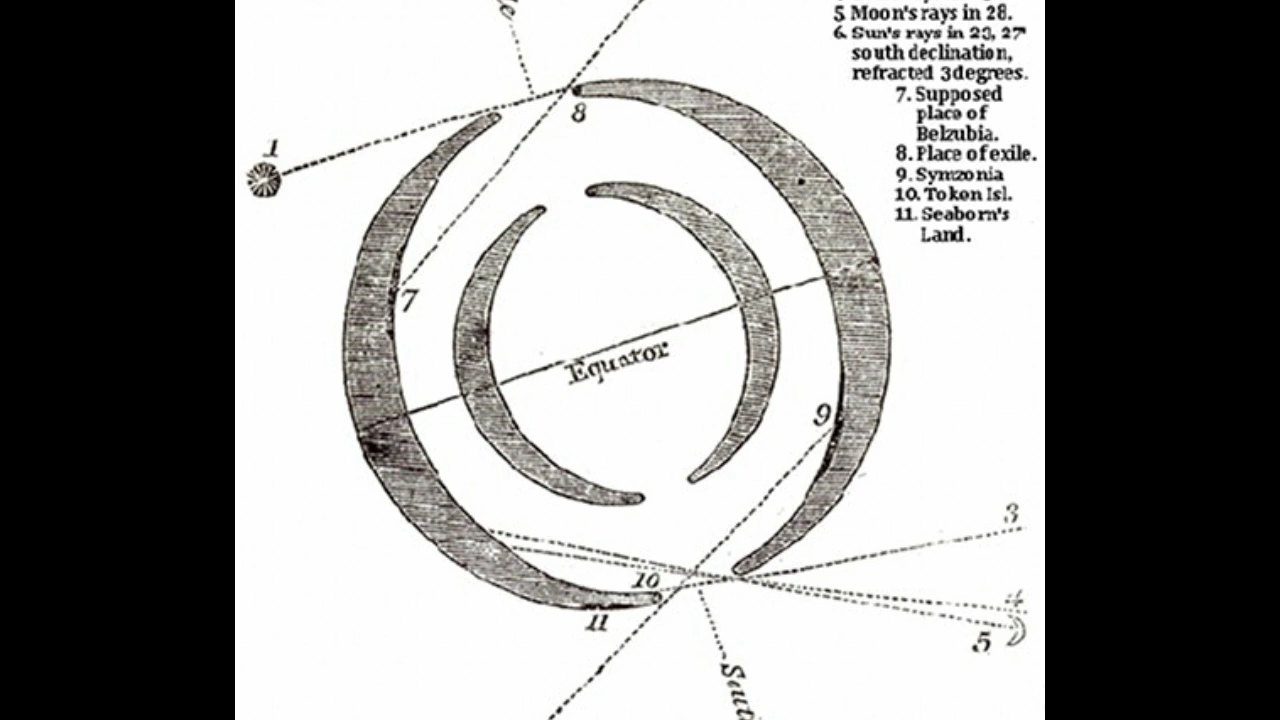 5 Moon's rays in 28.
6. Sun's rays in 23, 27
south declination,
refracted 3 degrees.
7. Supposed
place of
Belzubia.
8. Place of exile.
9. Symzonia
10. Token Isl.
11. Seaborn's
Land.
1
8
7
Equator
9
3
10
4
11
5